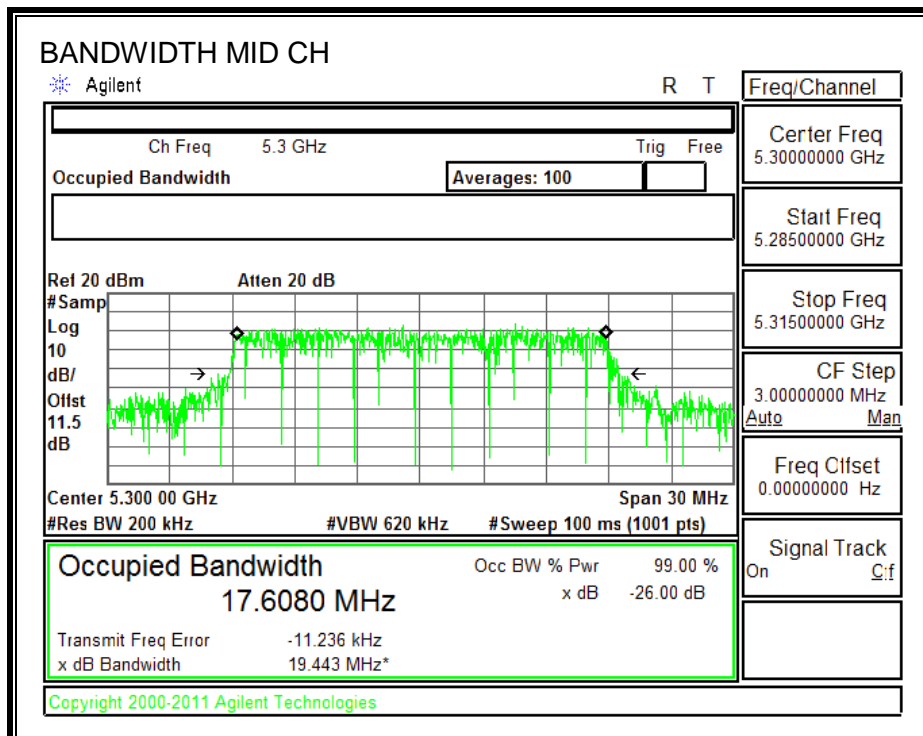 BANDWIDTH MID CH
Agilent R T
Ch Freq 5.3 GHz Trig Free
Occupied Bandwidth Averages: 100
Ref 20 dBm Atten 20 dB
#Samp
Log
10
dB/
Offst
11.5
dB
Center 5.300 00 GHz Span 30 MHz
#Res BW 200 kHz #VBW 620 kHz #Sweep 100 ms (1001 pts)
Occupied Bandwidth Occ BW % Pwr 99.00 %
17.6080 MHz x dB -26.00 dB
Transmit Freq Error -11.236 kHz
x dB Bandwidth 19.443 MHz*
Copyright 2000-2011 Agilent Technologies
Freq/Channel
Center Freq
5.30000000 GHz
Start Freq
5.28500000 GHz
Stop Freq
5.31500000 GHz
CF Step
3.00000000 MHz
Auto Man
Freq Offset
0.00000000 Hz
Signal Track
On Off